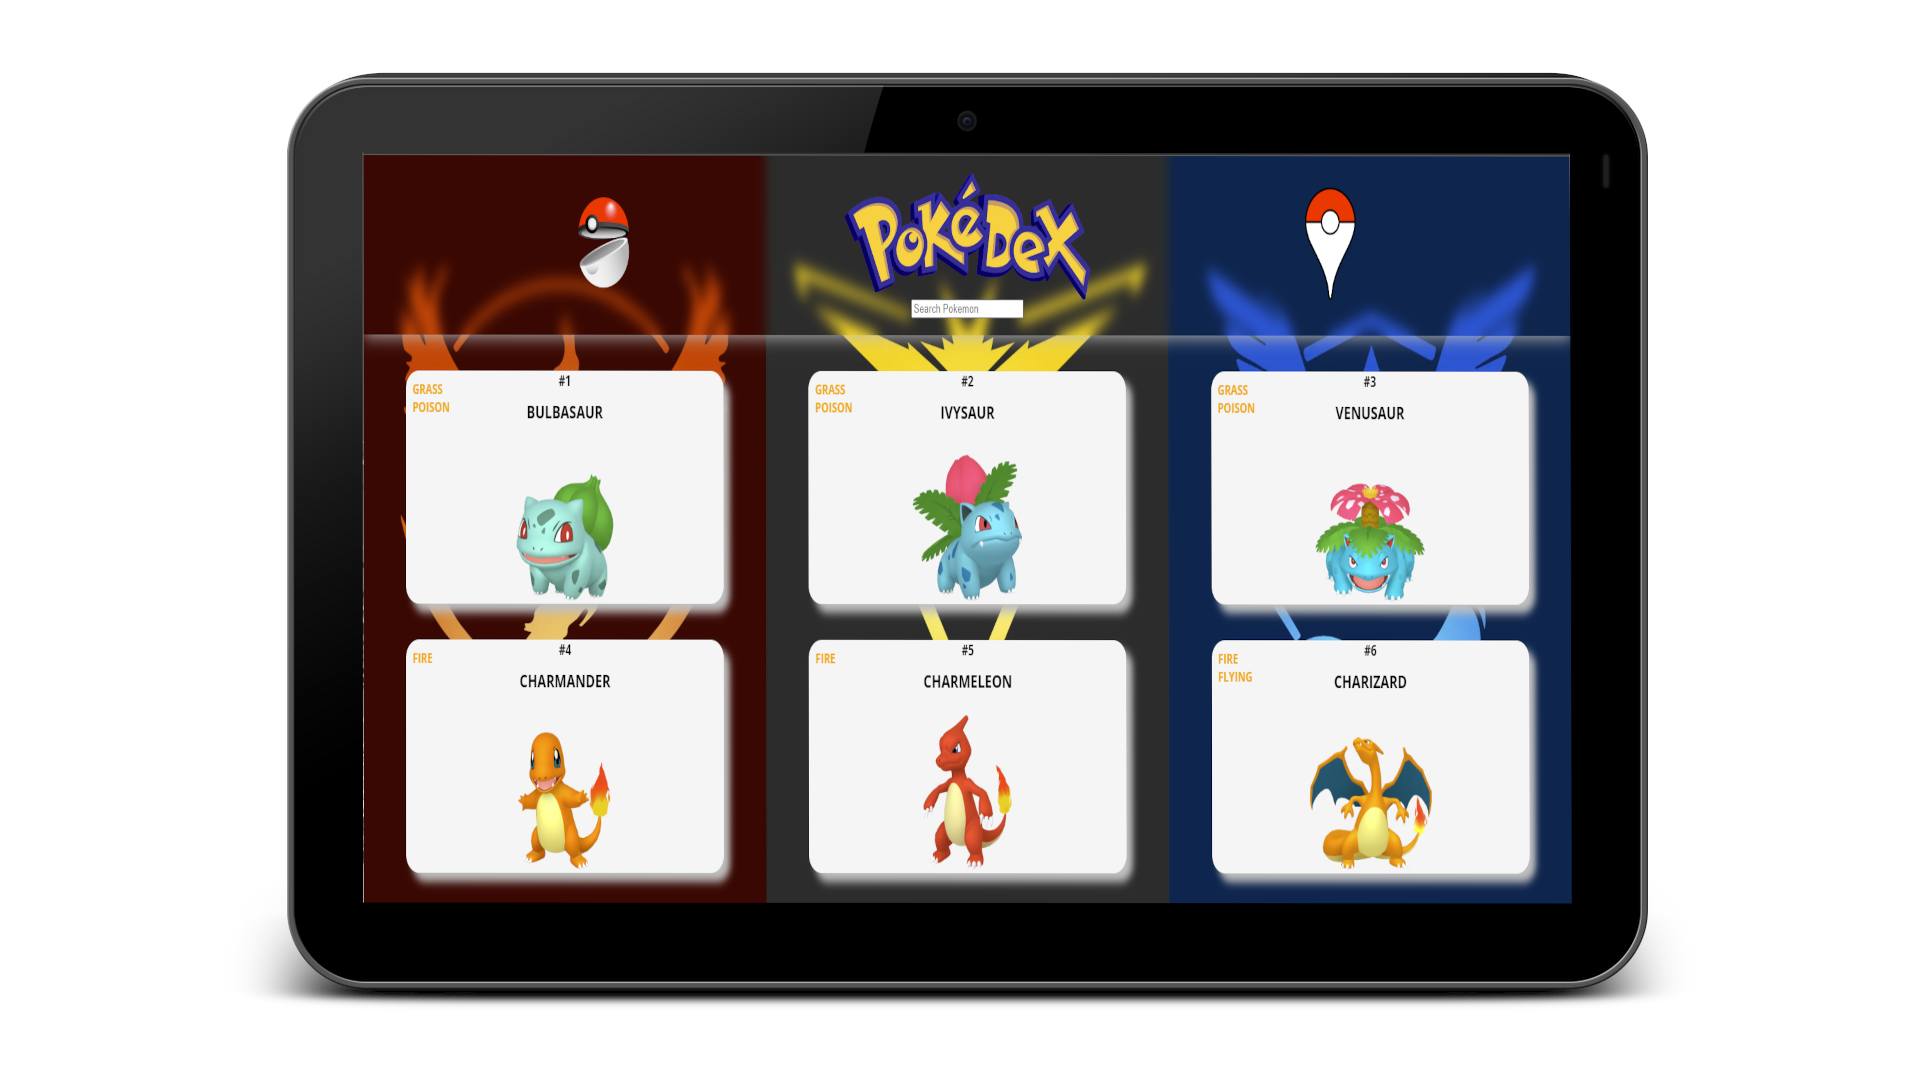 PoKéDeX
Search Pokemon
#1
GRASS
POISON
BULBASAUR
#2
GRASS
POISON
IVYSAUR
#3
GRASS
POISON
VENUSAUR
#4
FIRE
CHARMANDER
#5
FIRE
CHARMELEON
#6
FIRE
FLYING
CHARIZARD